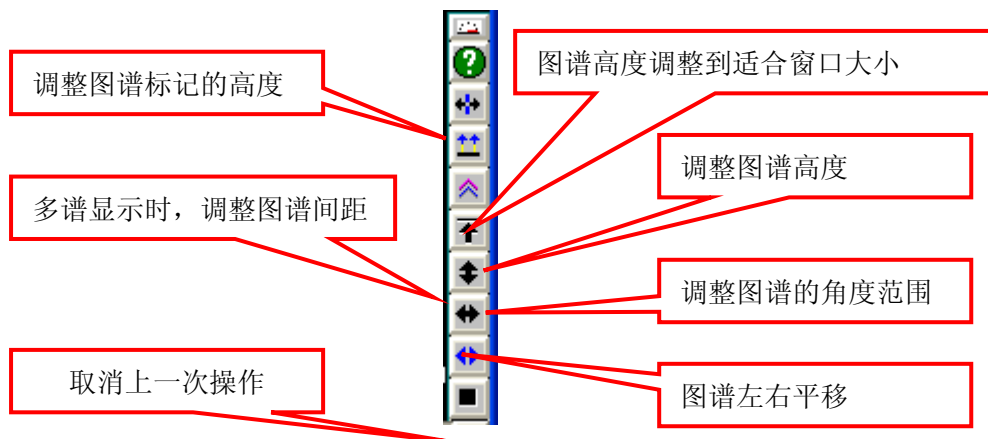 调整图谱标记的高度
图谱高度调整到适合窗口大小
调整图谱高度
多谱显示时，调整图谱间距
调整图谱的角度范围
取消上一次操作
图谱左右平移